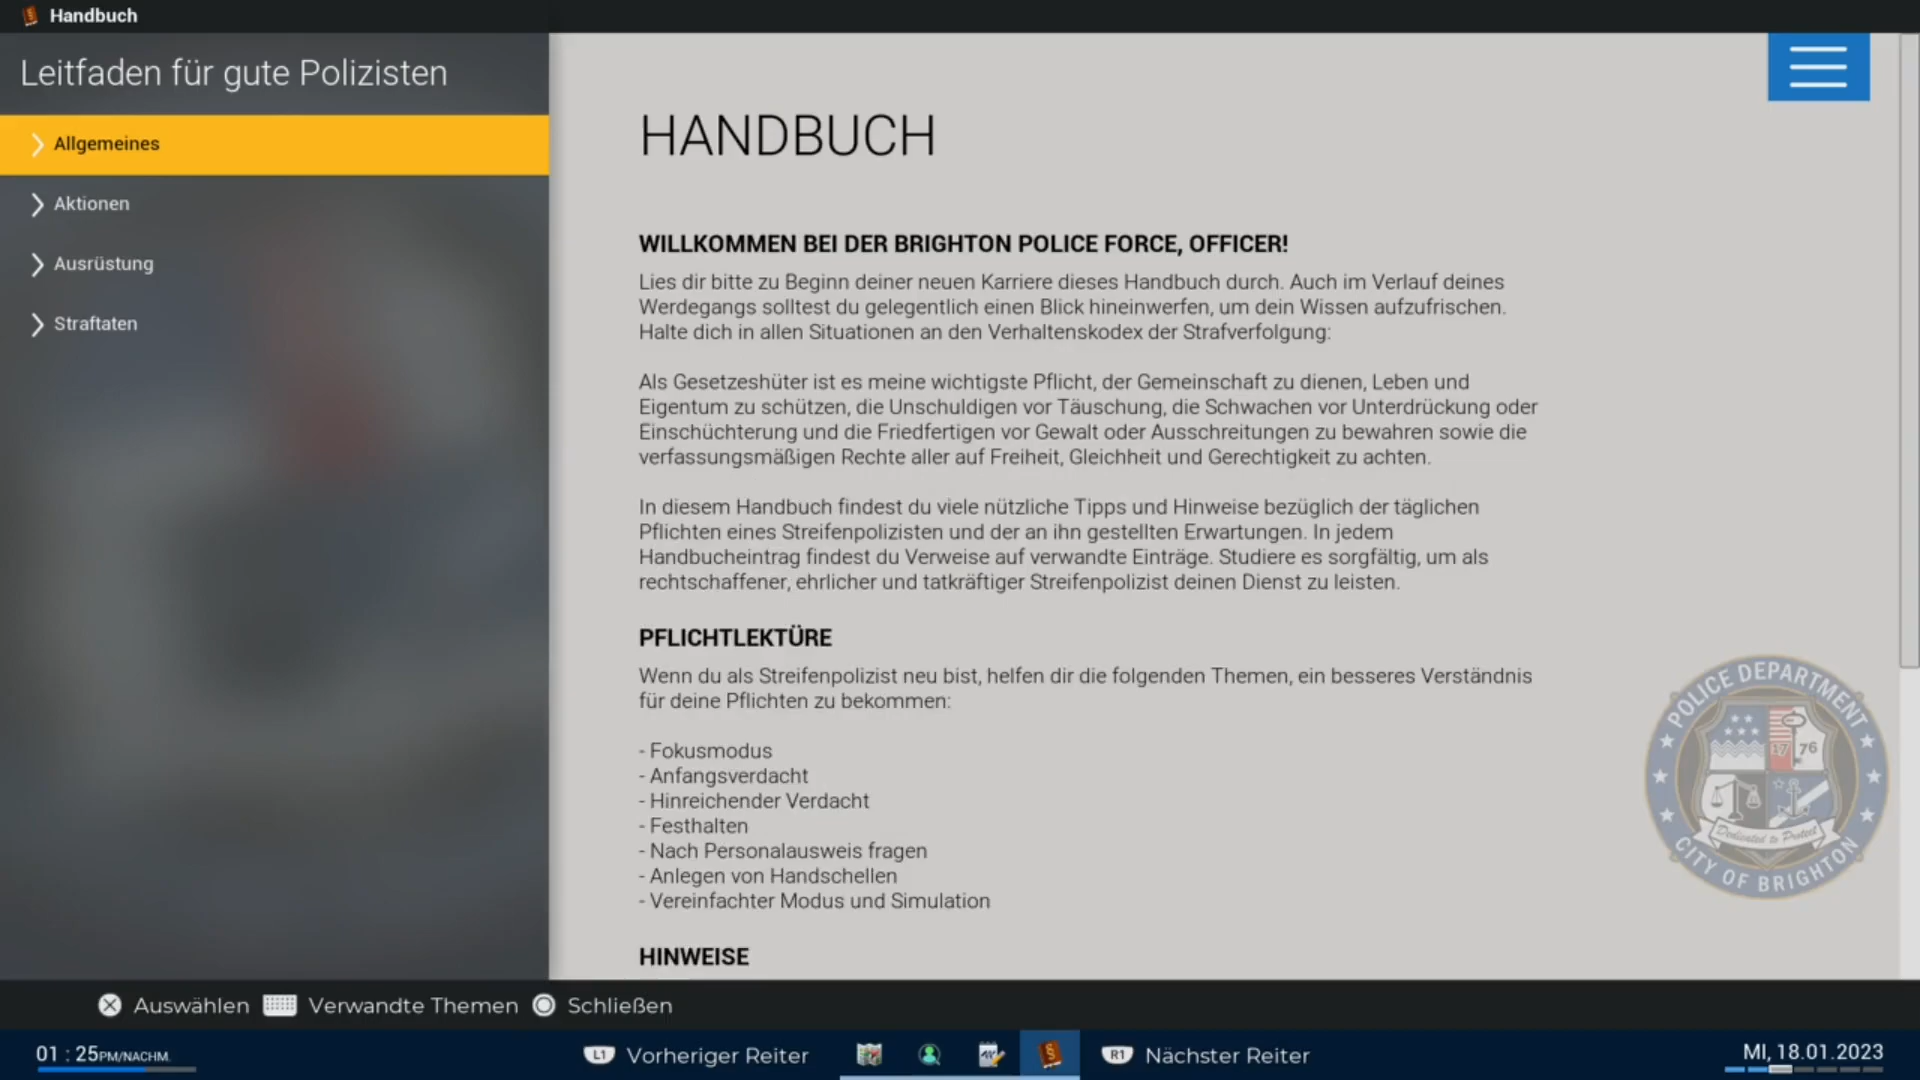 Handbuch
Leitfaden für gute Polizisten
Allgemeines
Aktionen
Ausrüstung
Straftaten
HANDBUCH
WILLKOMMEN BEI DER BRIGHTON POLICE FORCE, OFFICER!
Lies dir bitte zu Beginn deiner neuen Karriere dieses Handbuch durch. Auch im Verlauf deines
Werdegangs solltest du gelegentlich einen Blick hineinwerfen, um dein Wissen aufzufrischen.
Halte dich in allen Situationen an den Verhaltenskodex der Strafverfolgung:
Als Gesetzeshüter ist es meine wichtigste Pflicht, der Gemeinschaft zu dienen, Leben und
Eigentum zu schützen, die Unschuldigen vor Täuschung, die Schwachen vor Unterdrückung oder
Einschüchterung und die Friedfertigen vor Gewalt oder Ausschreitungen zu bewahren sowie die
verfassungsmäßigen Rechte aller auf Freiheit, Gleichheit und Gerechtigkeit zu achten.
In diesem Handbuch findest du viele nützliche Tipps und Hinweise bezüglich der täglichen
Pflichten eines Streifenpolizisten und der an ihn gestellten Erwartungen. In jedem
Handbucheintrag findest du Verweise auf verwandte Einträge. Studiere es sorgfältig, um als
rechtschaffener, ehrlicher und tatkräftiger Streifenpolizist deinen Dienst zu leisten.
PFLICHTLEKTÜRE
Wenn du als Streifenpolizist neu bist, helfen dir die folgenden Themen, ein besseres Verständnis
für deine Pflichten zu bekommen:
- Fokusmodus
- Anfangsverdacht
- Hinreichender Verdacht
- Festhalten
- Nach Personalausweis fragen
- Anlegen von Handschellen
- Vereinfachter Modus und Simulation
HINWEISE
POLICE DEPARTMENT
17 76
Dedicated to Protect
CITY OF BRIGHTON
Auswählen Verwandte Themen Schließen
01 : 25PM/NACHM.
L1 Vorheriger Reiter
§
R1 Nächster Reiter
MI, 18.01.2023